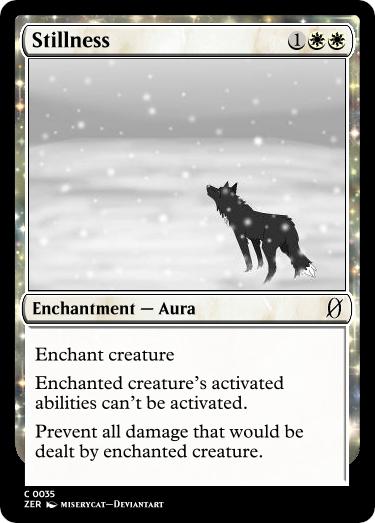 Stillness 1
Enchantment — Aura
Enchant creature
Enchanted creature's activated
abilities can't be activated.
Prevent all damage that would be
dealt by enchanted creature.
C 0035
ZER MISERYCAT—DEVIANTART